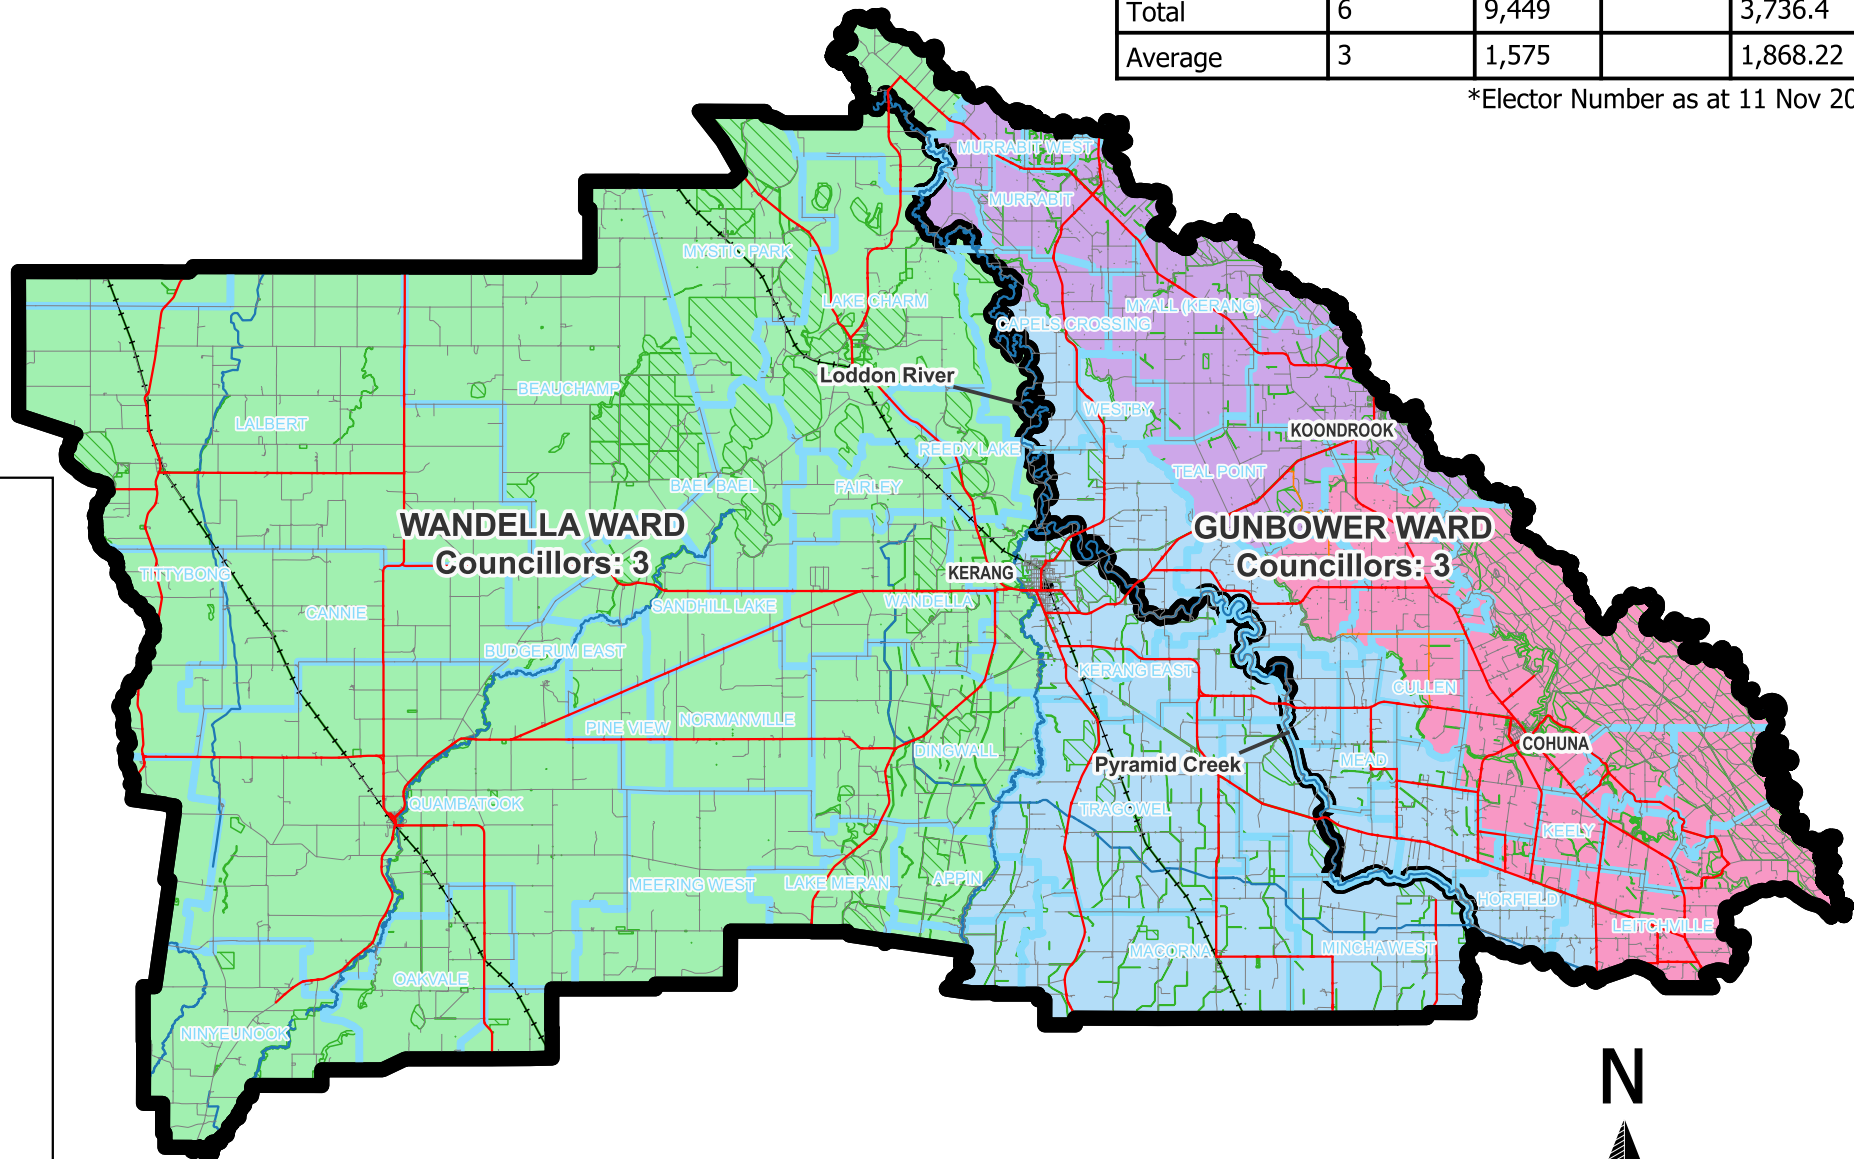 Total 6 9,449 3,736.4
Average 3 1,575 1,868.22
*Elector Number as at 11 Nov 20
MURRABIT WEST
MURRABIT
MYSTIC PARK
LAKE CHARM
MYALL (KERANG)
CAPELS CROSSING
Loddon River
BEAUCHAMP
WESTBY
LALBERT
KOONDROOK
REEDY LAKE
TEAL POINT
BAEL BAEL
FAIRLEY
WANDELLA WARD
Councillors: 3
GUNBOWER WARD
Councillors: 3
TITTYBONG
KERANG
CANNIE
SANDHILL LAKE
WANDELLA
BUDGERUM EAST
KERANG EAST
CULLEN
PINE VIEW
NORMANVILLE
DINGWALL
COHUNA
Pyramid Creek
MEAD
QUAMBATOOK
TRAGOWEL
KEELY
MEERING WEST
LAKE MERAN
APPIN
HORFIELD
LEITCHVILLE
MACORNA
MINCHA WEST
OAKVALE
NINYEUNOOK
N